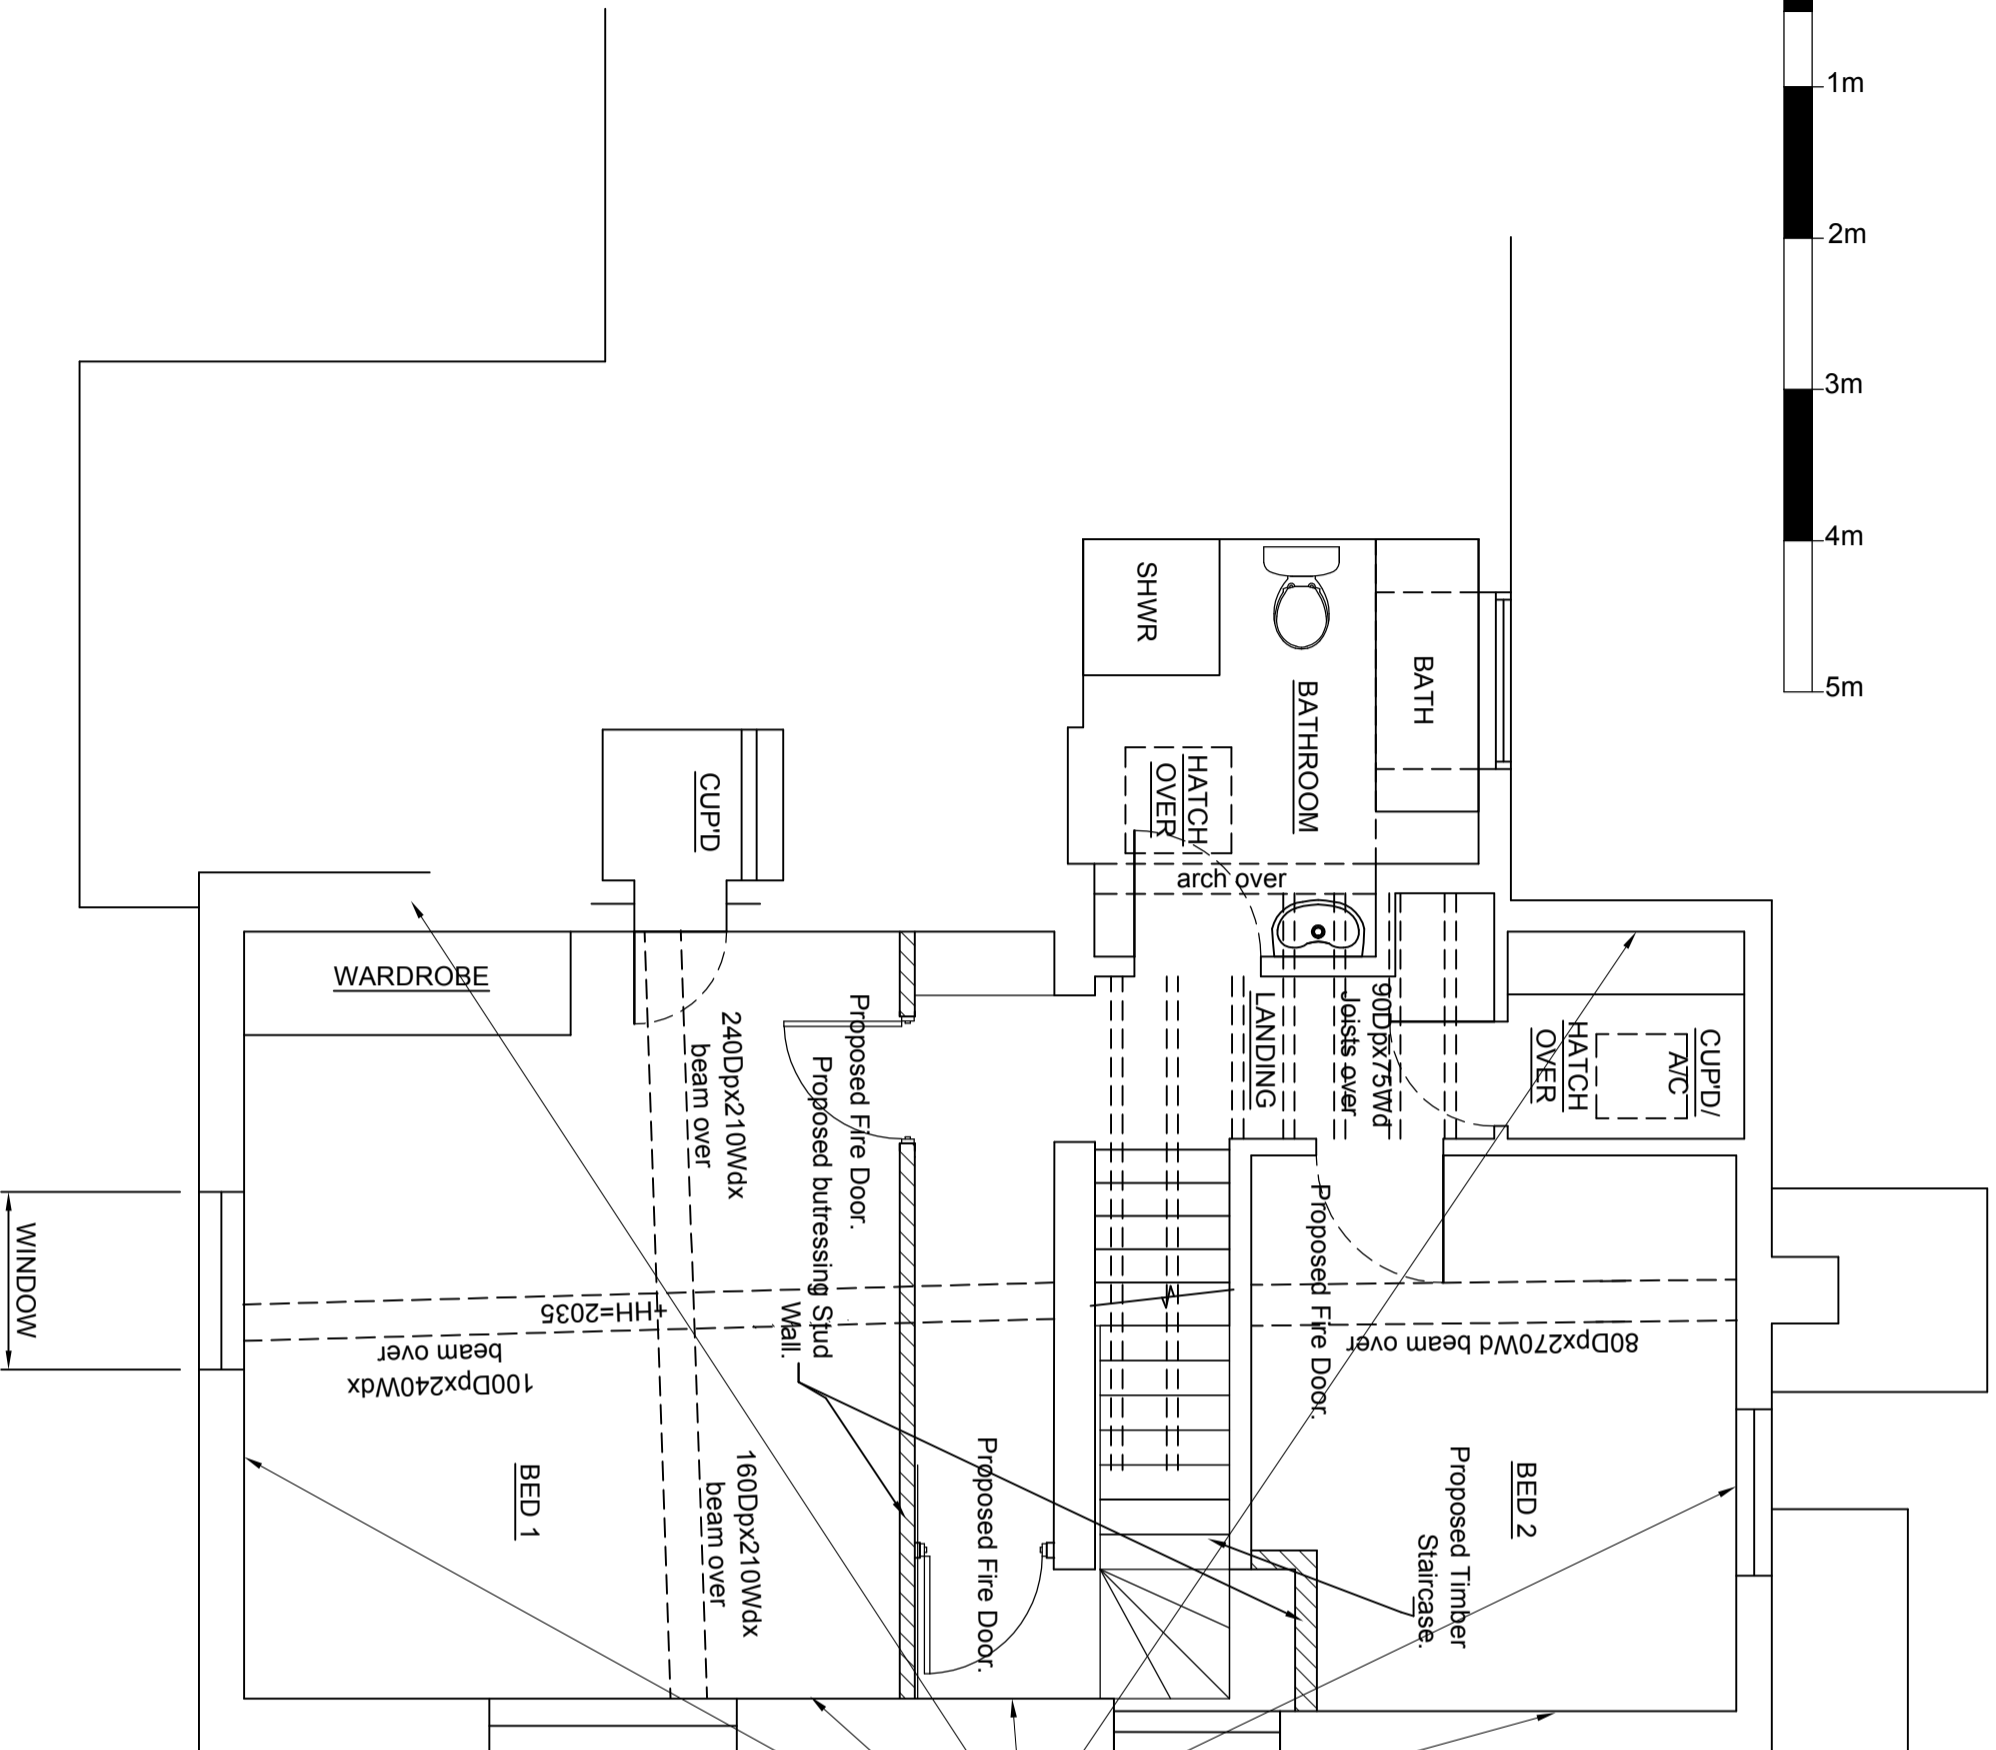 1m
2m
3m
4m
5m
SHWR
BATHROOM
BATH
HATCH
OVER
arch over
CUP'D
WARDROBE
240Dpx210Wdx
beam over
Proposed Fire Door.
Proposed butressing Stud
Wall.
LANDING
90Dpx75Wd
Joists over
CUP'D/
A/C
HATCH
OVER
WINDOW
+HH=2035
100Dpx240Wdx
beam over
BED 1
160Dpx210Wdx
beam over
Proposed Fire Door.
Proposed Fire Door.
80Dpx270Wd beam over
BED 2
Proposed Timber
Staircase.